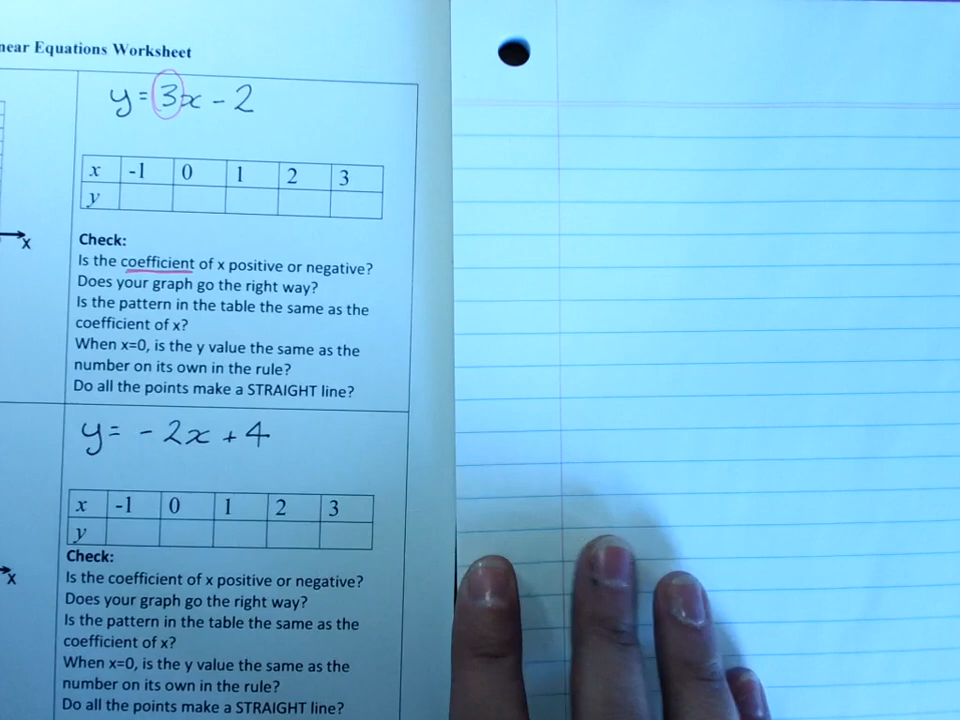 near Equations Worksheet
y = 3x - 2
x -1 0 1 2 3
y
x
Check:
Is the coefficient of x positive or negative?
Does your graph go the right way?
Is the pattern in the table the same as the
coefficient of x?
When x=0, is the y value the same as the
number on its own in the rule?
Do all the points make a STRAIGHT line?
y = - 2x + 4
x -1 0 1 2 3
y
x
Check:
Is the coefficient of x positive or negative?
Does your graph go the right way?
Is the pattern in the table the same as the
coefficient of x?
When x=0, is the y value the same as the
number on its own in the rule?
Do all the points make a STRAIGHT line?